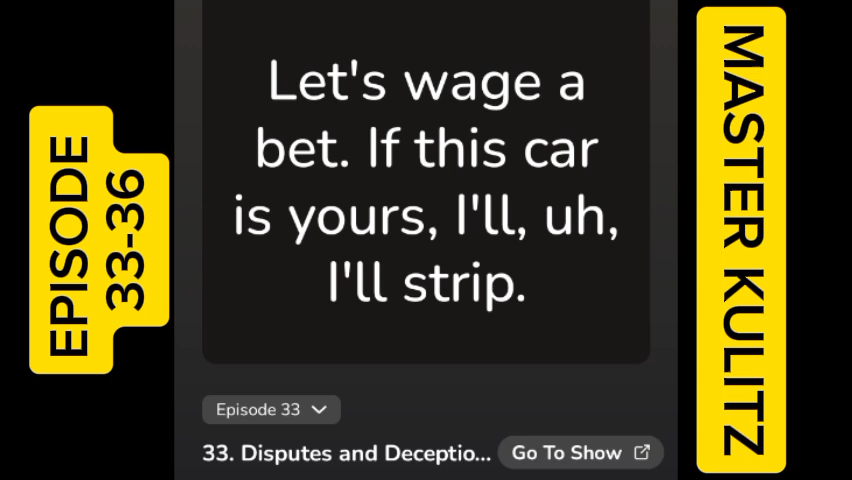 EPISODE
33-36
Let's wage a
bet. If this car
is yours, I'll, uh,
I'll strip.
Episode 33
33. Disputes and Deceptio...
Go To Show
MASTER KULITZ